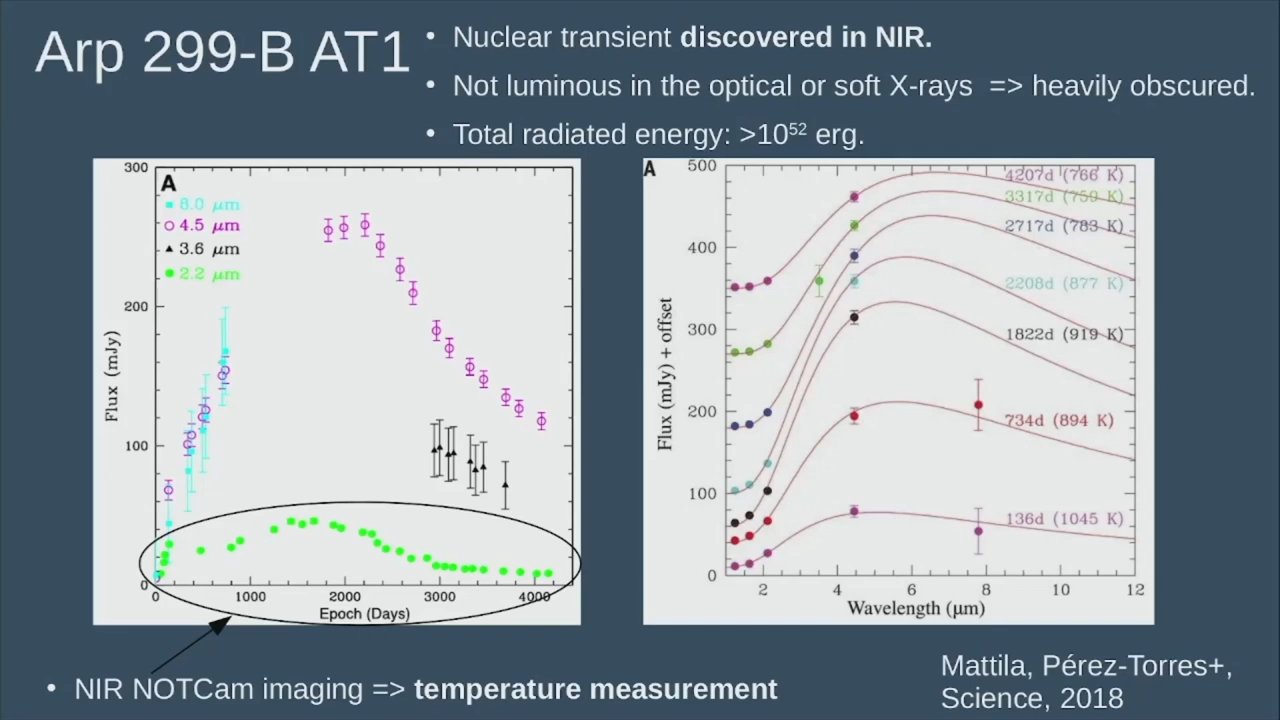 Arp 299-B AT1
• Nuclear transient discovered in NIR.
• Not luminous in the optical or soft X-rays => heavily obscured.
• Total radiated energy: >10⁵² erg.
A
8.0 μm
4.5 μm
3.6 μm
2.2 μm
300
200
100
0
Flux (mJy)
0 1000 2000 3000 4000
Epoch (Days)
A
500
400
300
200
100
0
Flux (mJy) + offset
4207d (766 K)
3317d (759 K)
2717d (783 K)
2208d (877 K)
1822d (919 K)
734d (894 K)
136d (1045 K)
2 4 6 8 10 12
Wavelength (μm)
• NIR NOTCam imaging => temperature measurement
Mattila, Pérez-Torres+,
Science, 2018